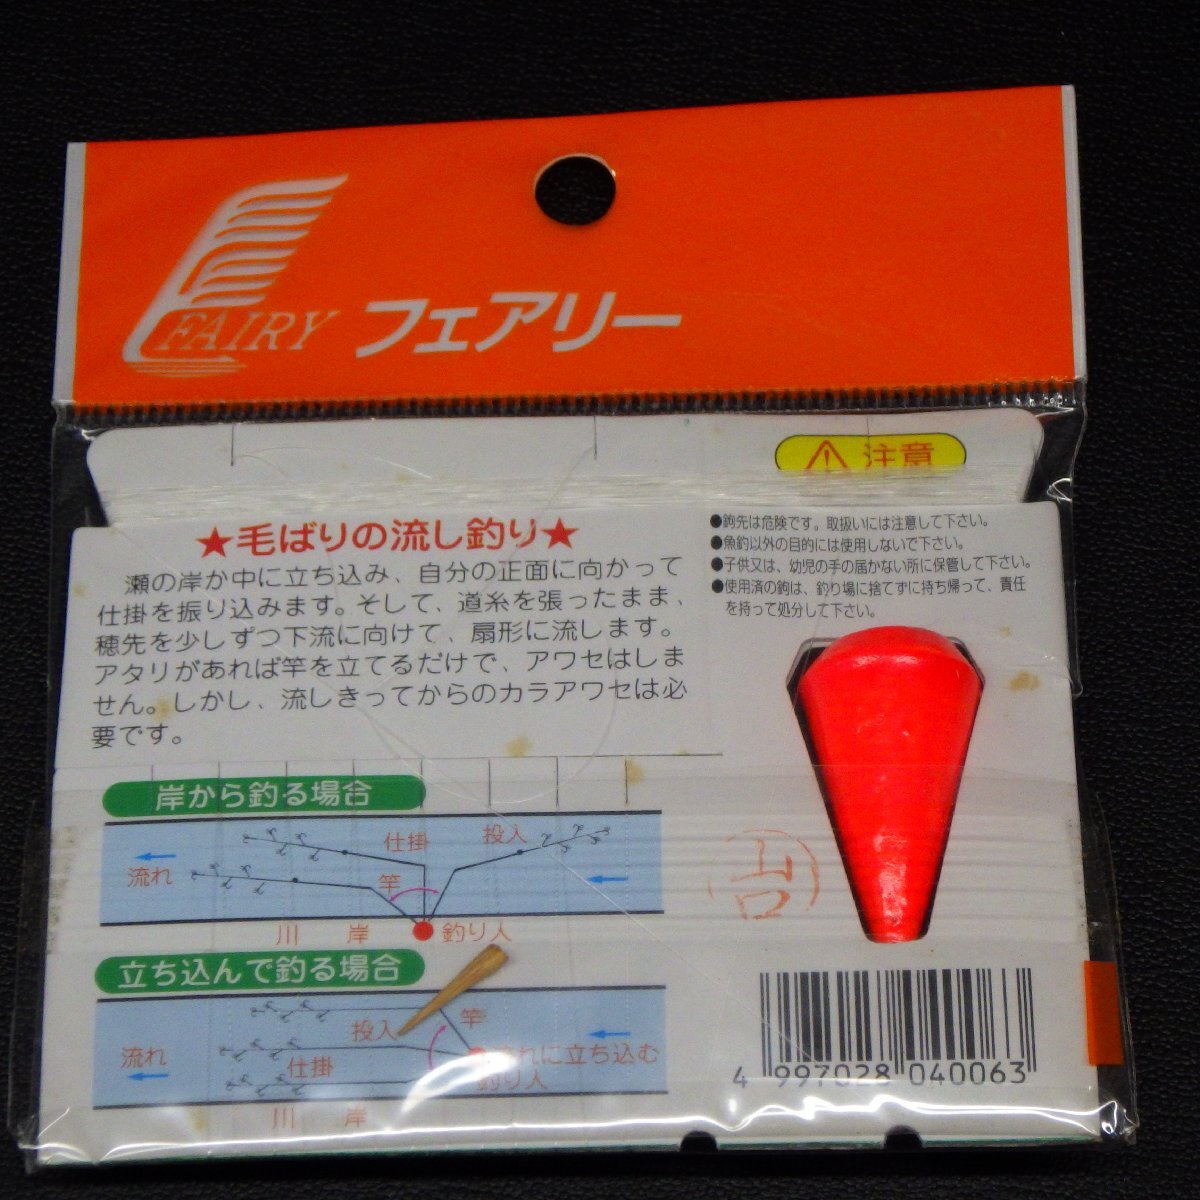 FAIRY フェアリー
注意
★毛ばりの流し釣り★
瀬の岸か中に立ち込み、自分の正面に向かって
仕掛を振り込みます。そして、道糸を張ったまま、
穂先を少しずつ下流に向けて、扇形に流します。
アタリがあれば竿を立てるだけで、アワセはしま
せん。しかし、流しきってからのカラアワセは必
要です。
●鉤先は危険です。取扱いには注意して下さい。
●魚釣以外の目的には使用しないで下さい。
●子供又は、幼児の手の届かない所に保管して下さい。
●使用済の鉤は、釣り場に捨てずに持ち帰って、責任
を持って処分して下さい。
岸から釣る場合
仕掛
投入
流れ
竿
川 岸
釣り人
立ち込んで釣る場合
竿
投入
流れ
仕掛
流れに立ち込む
釣り人
川 岸
山口
4 997028 040063